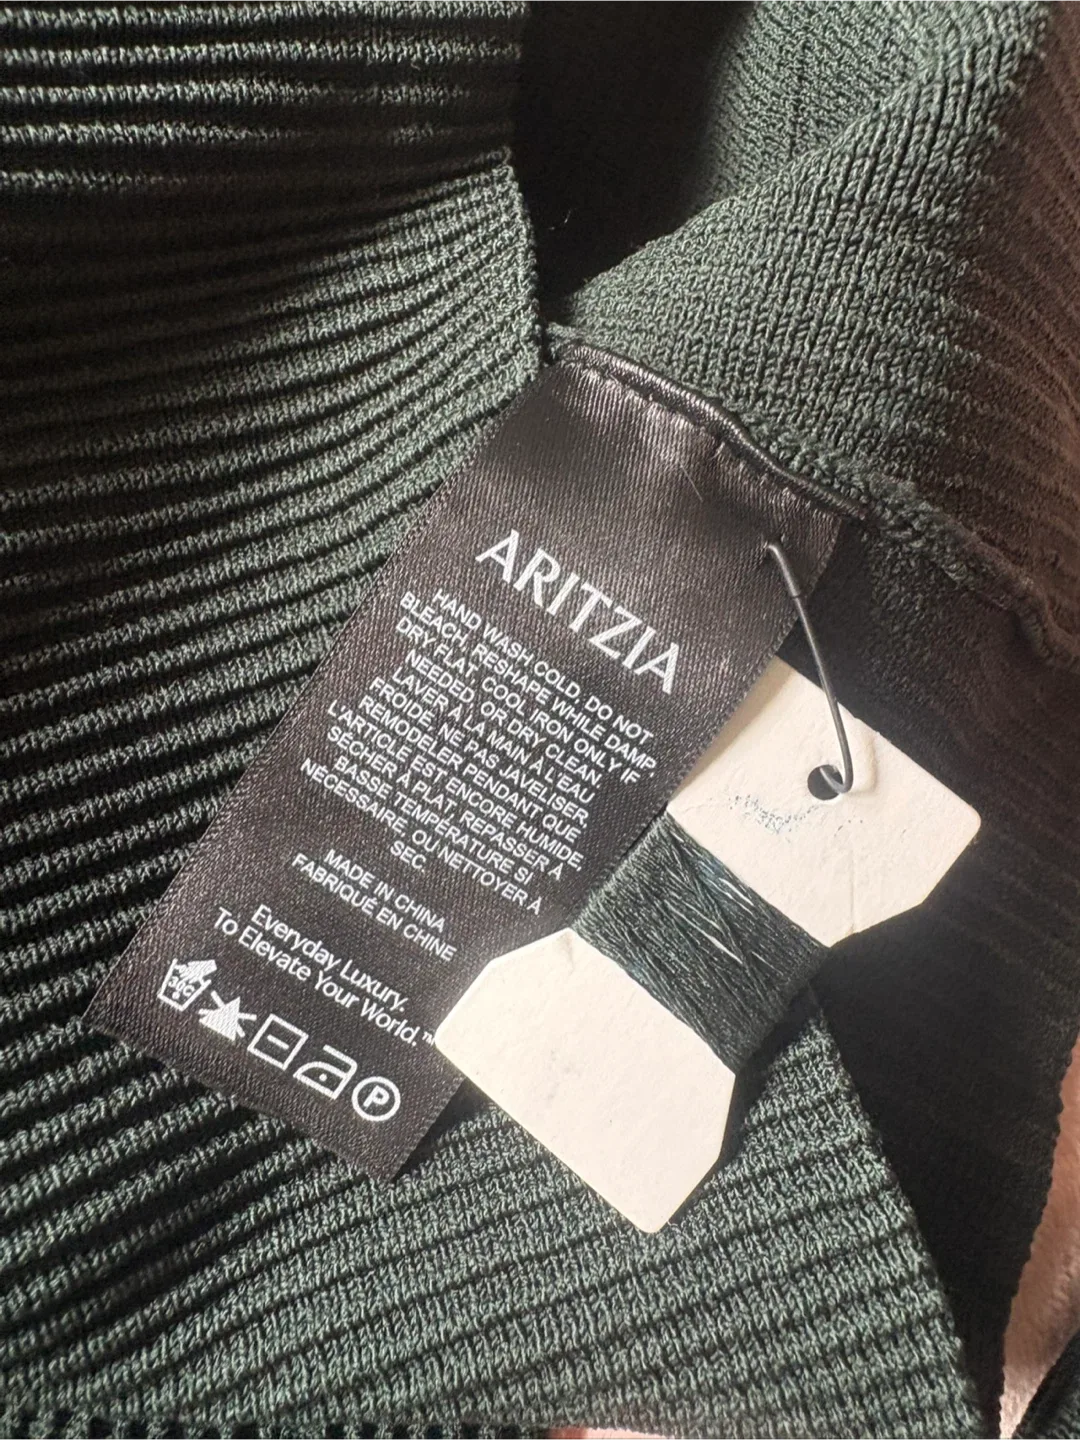 ARITZIA
HAND WASH COLD. DO NOT
BLEACH. RESHAPE WHILE DAMP,
DRY FLAT. COOL IRON ONLY IF
NEEDED, OR DRY CLEAN.
LAVER À LA MAIN À L'EAU
FROIDE. NE PAS JAVELISER.
REMODELER PENDANT QUE
L'ARTICLE EST ENCORE HUMIDE,
SÉCHER À PLAT. REPASSER À
BASSE TEMPÉRATURE SI
NÉCESSAIRE, OU NETTOYER À
SEC.
MADE IN CHINA
FABRIQUÉ EN CHINE
Everyday Luxury.
To Elevate Your World.™
30C
P